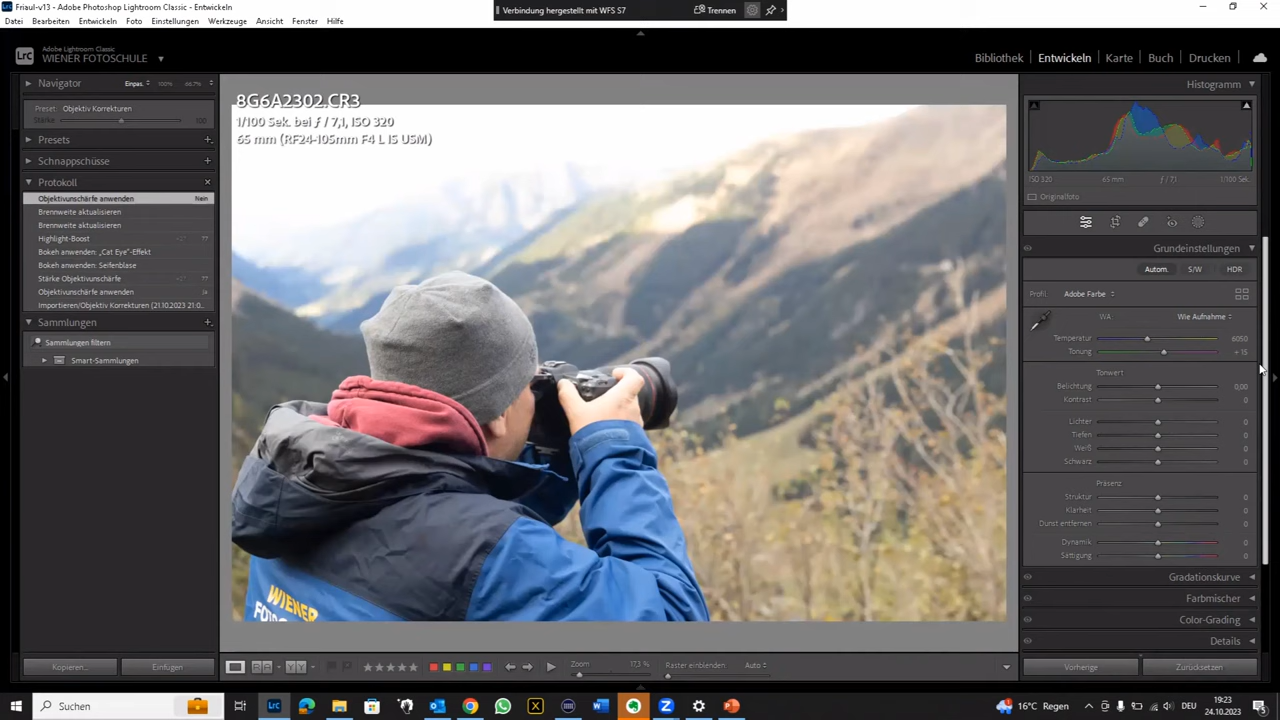 Friaul-v13 - Adobe Photoshop Lightroom Classic - Entwickeln
Verbindung hergestellt mit WFS S7
Trennen
Datei Bearbeiten Entwickeln Foto Einstellungen Werkzeuge Ansicht Fenster Hilfe
LrC
Adobe Lightroom Classic
WIENER FOTOSCHULE
Bibliothek Entwickeln Karte Buch Drucken
Navigator Einpas. 100% 66,7%
Preset: Objektiv Korrekturen
Stärke 100
Presets
Schnappschüsse
Protokoll
Objektivunschärfe anwenden Nein
Brennweite aktualisieren
Brennweite aktualisieren
Highlight-Boost
Bokeh anwenden: „Cat Eye"-Effekt
Bokeh anwenden: Seifenblase
Stärke Objektivunschärfe
Objektivunschärfe anwenden Ja
Importieren/Objektiv Korrekturen (21.10.2023 21:0...
Sammlungen
Sammlungen filtern
Smart-Sammlungen
Kopieren... Einfügen
8G6A2302.CR3
1/100 Sek. bei ƒ / 7,1, ISO 320
65 mm (RF24-105mm F4 L IS USM)
WIENER
Zoom 17,3 %
Raster einblenden Auto
Histogramm
ISO 320 65 mm ƒ / 7,1 1/100 Sek.
Originalfoto
Grundeinstellungen
Autom. S/W HDR
Profil: Adobe Farbe
WA: Wie Aufnahme
Temperatur 6050
Tonung + 15
Tonwert
Belichtung 0,00
Kontrast 0
Lichter 0
Tiefen 0
Weiß 0
Schwarz 0
Präsenz
Struktur 0
Klarheit 0
Dunst entfernen 0
Dynamik 0
Sättigung 0
Gradationskurve
Farbmischer
Color-Grading
Details
Vorherige Zurücksetzen
Suchen
16°C Regen
DEU
19:23
24.10.2023